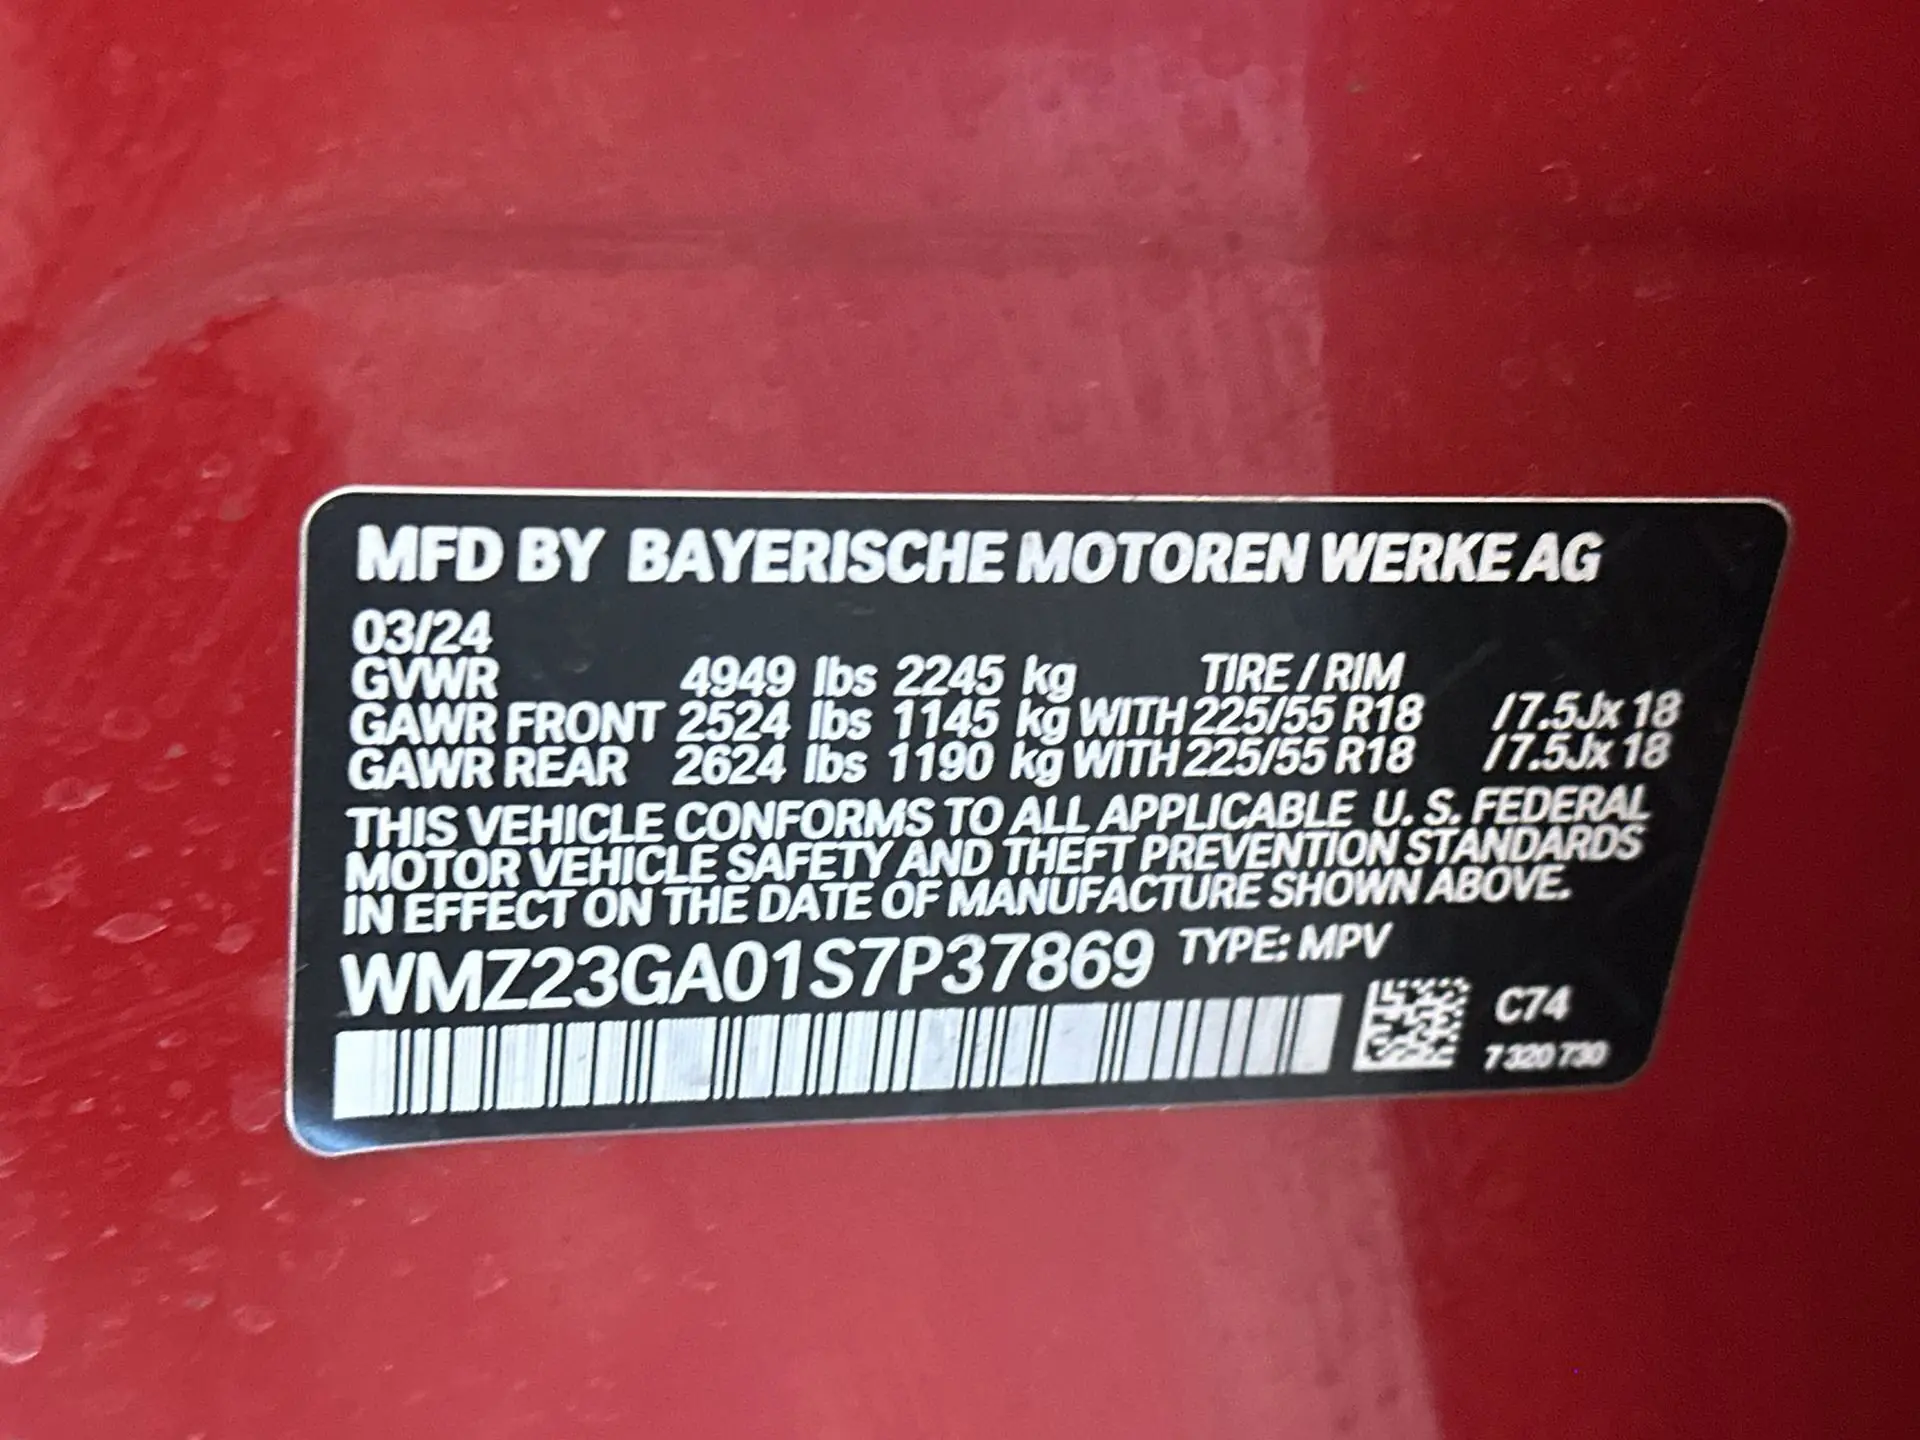 MFD BY BAYERISCHE MOTOREN WERKE AG
03/24
GVWR 4949 lbs 2245 kg TIRE / RIM
GAWR FRONT 2524 lbs 1145 kg WITH 225/55 R18 /7.5Jx 18
GAWR REAR 2624 lbs 1190 kg WITH 225/55 R18 /7.5Jx 18
THIS VEHICLE CONFORMS TO ALL APPLICABLE U. S. FEDERAL
MOTOR VEHICLE SAFETY AND THEFT PREVENTION STANDARDS
IN EFFECT ON THE DATE OF MANUFACTURE SHOWN ABOVE.
WMZ23GA01S7P37869 TYPE: MPV
C74
7 320 730